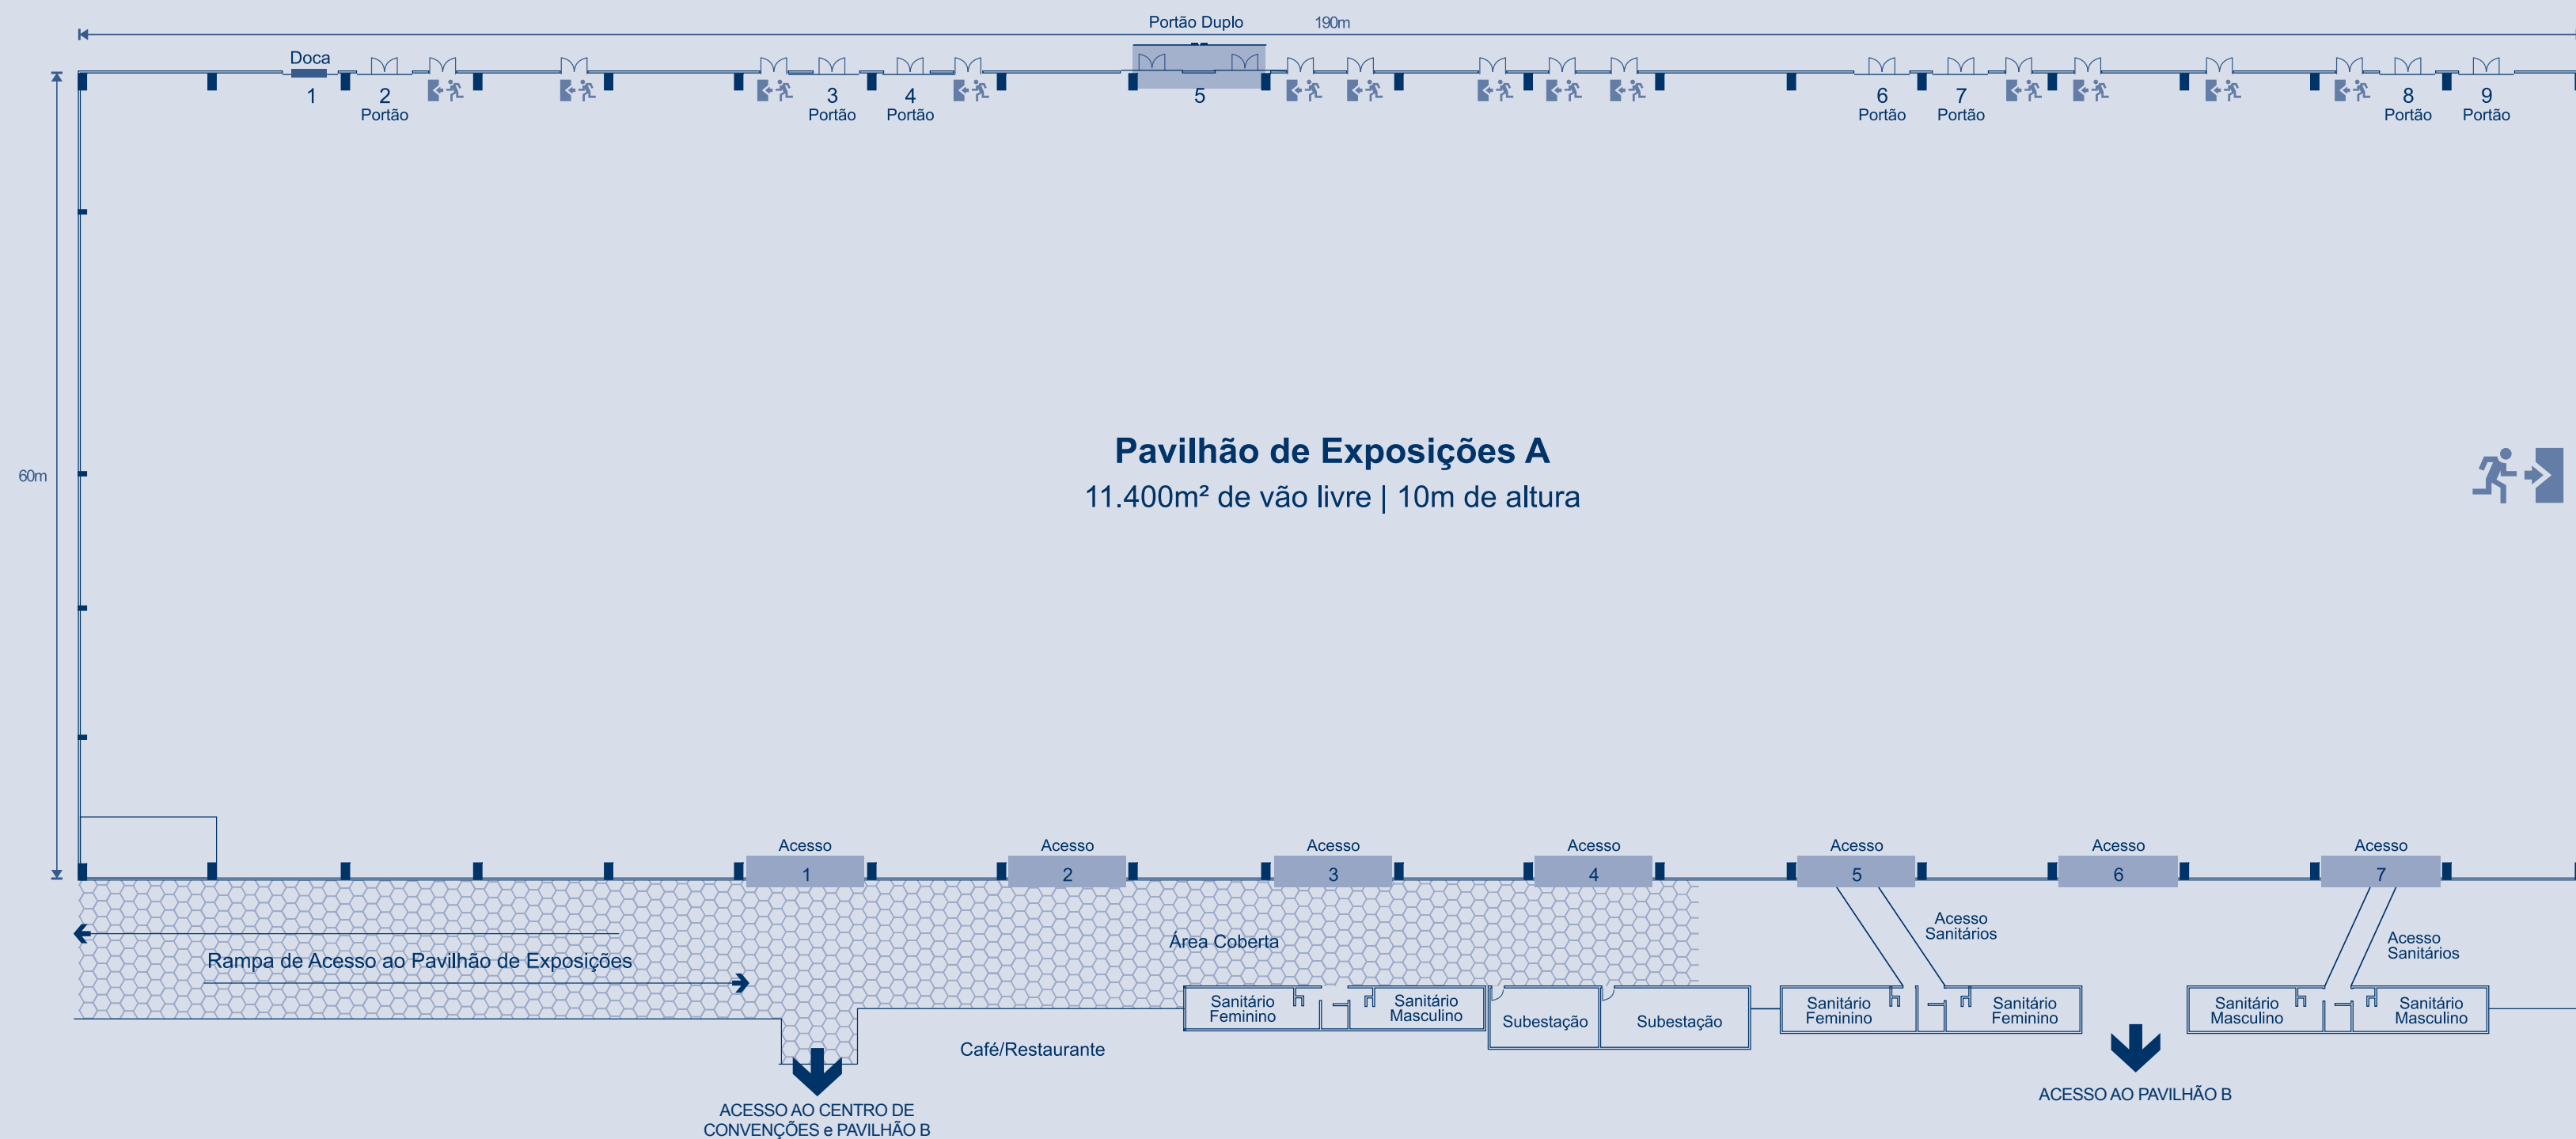 Portão Duplo
190m
Doca
1
2
Portão
3
Portão
4
Portão
5
6
Portão
7
Portão
8
Portão
9
Portão
60m
Pavilhão de Exposições A
11.400m² de vão livre | 10m de altura
Acesso
1
Acesso
2
Acesso
3
Acesso
4
Acesso
5
Acesso
6
Acesso
7
Rampa de Acesso ao Pavilhão de Exposições
Área Coberta
Acesso
Sanitários
Acesso
Sanitários
Sanitário
Feminino
Sanitário
Masculino
Subestação
Subestação
Sanitário
Feminino
Sanitário
Feminino
Sanitário
Masculino
Sanitário
Masculino
Café/Restaurante
ACESSO AO CENTRO DE
CONVENÇÕES e PAVILHÃO B
ACESSO AO PAVILHÃO B